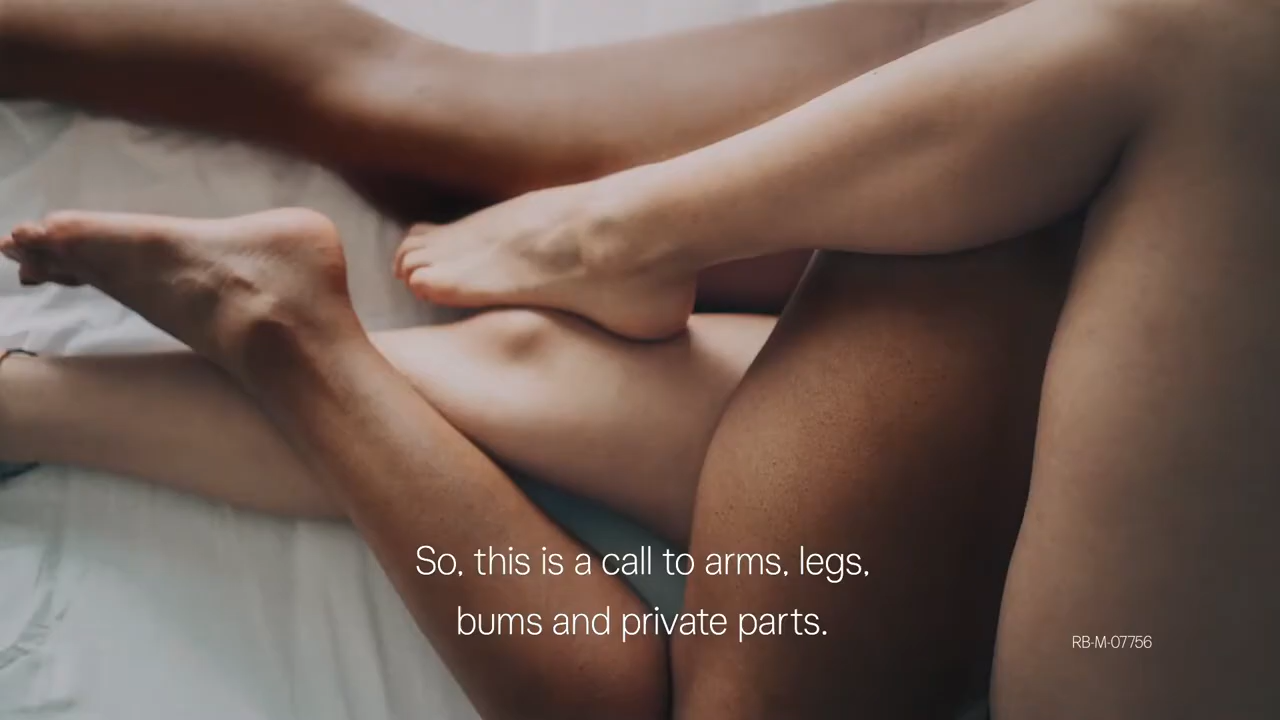 So, this is a call to arms, legs,
bums and private parts.
RB-M-07756